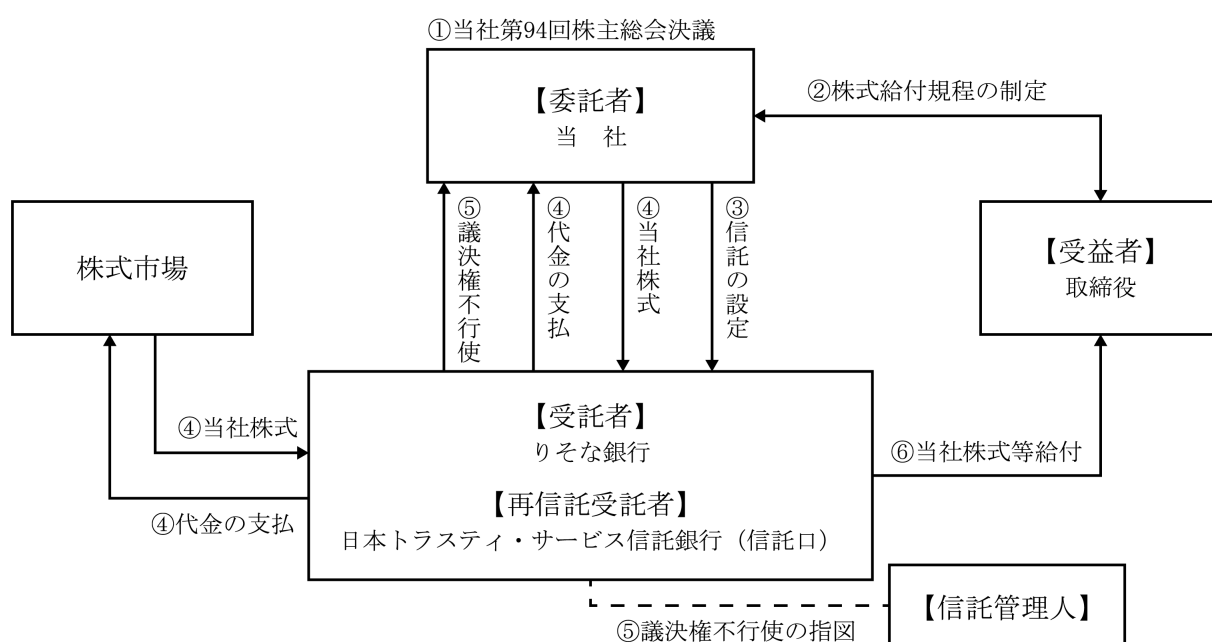 ①当社第94回株主総会決議
【委託者】
当　社
②株式給付規程の制定
【受益者】
取締役
株式市場
⑤議決権不行使
④代金の支払
④当社株式
③信託の設定
④当社株式
④代金の支払
【受託者】
りそな銀行
【再信託受託者】
日本トラスティ・サービス信託銀行（信託口）
⑥当社株式等給付
【信託管理人】
⑤議決権不行使の指図